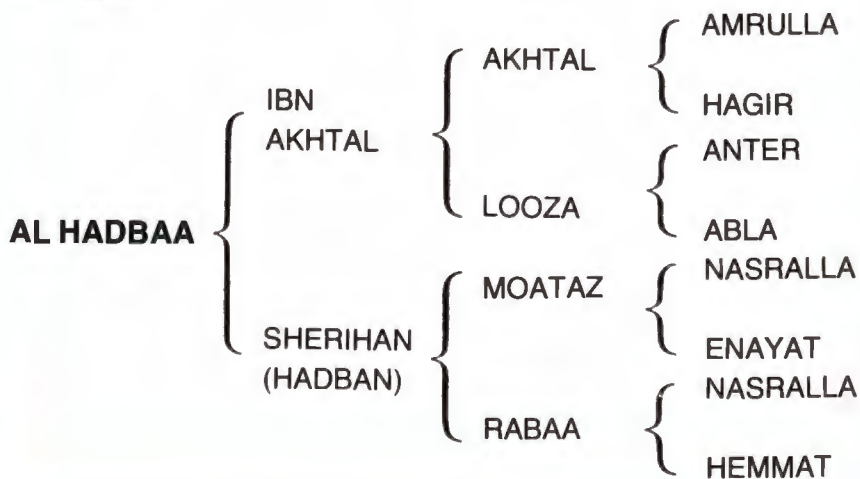 AL HADBAA
IBN
AKHTAL
SHERIHAN
(HADBAN)
AKHTAL
LOOZA
MOATAZ
RABAA
AMRULLA
HAGIR
ANTER
ABLA
NASRALLA
ENAYAT
NASRALLA
HEMMAT